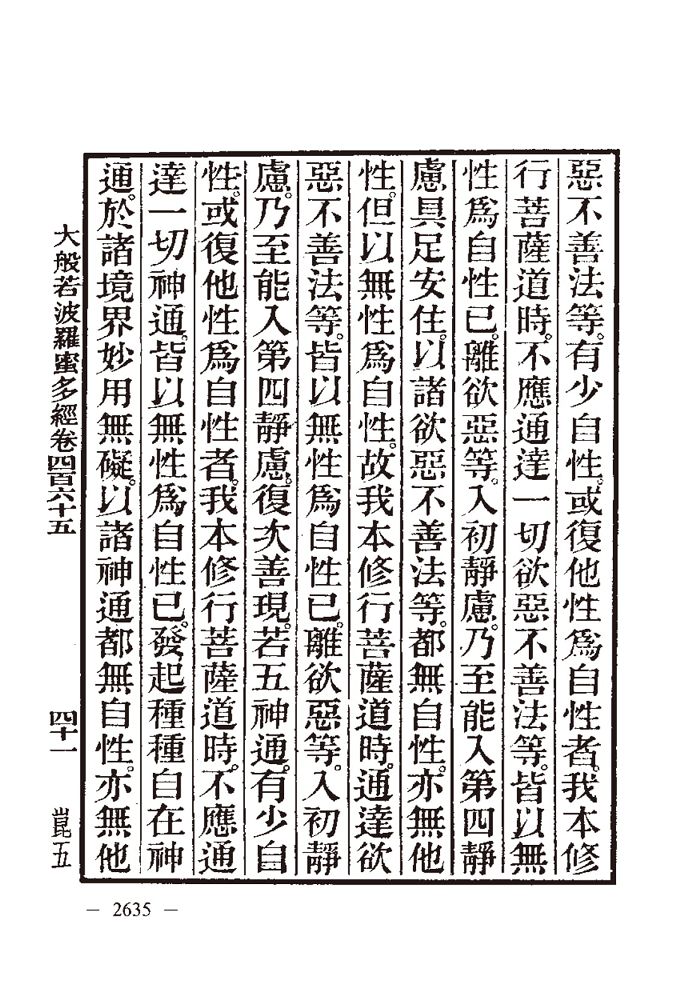 惡不善法等。有少自性。或復他性為自性者。我本修
行菩薩道時。不應通達一切欲惡不善法等。皆以無
性為自性已。離欲惡等。入初靜慮。乃至能入第四靜
慮具足安住。以諸欲惡不善法等。都無自性。亦無他
性。但以無性為自性。故我本修行菩薩道時。通達欲
惡不善法等。皆以無性為自性已。離欲惡等。入初靜
慮。乃至能入第四靜慮。復次善現。若五神通。有少自
性。或復他性為自性者。我本修行菩薩道時。不應通
達一切神通。皆以無性為自性已。發起種種自在神
通。於諸境界妙用無礙。以諸神通都無自性。亦無他
大般若波羅蜜多經卷四百六十五 四十一 崑五
— 2635 —